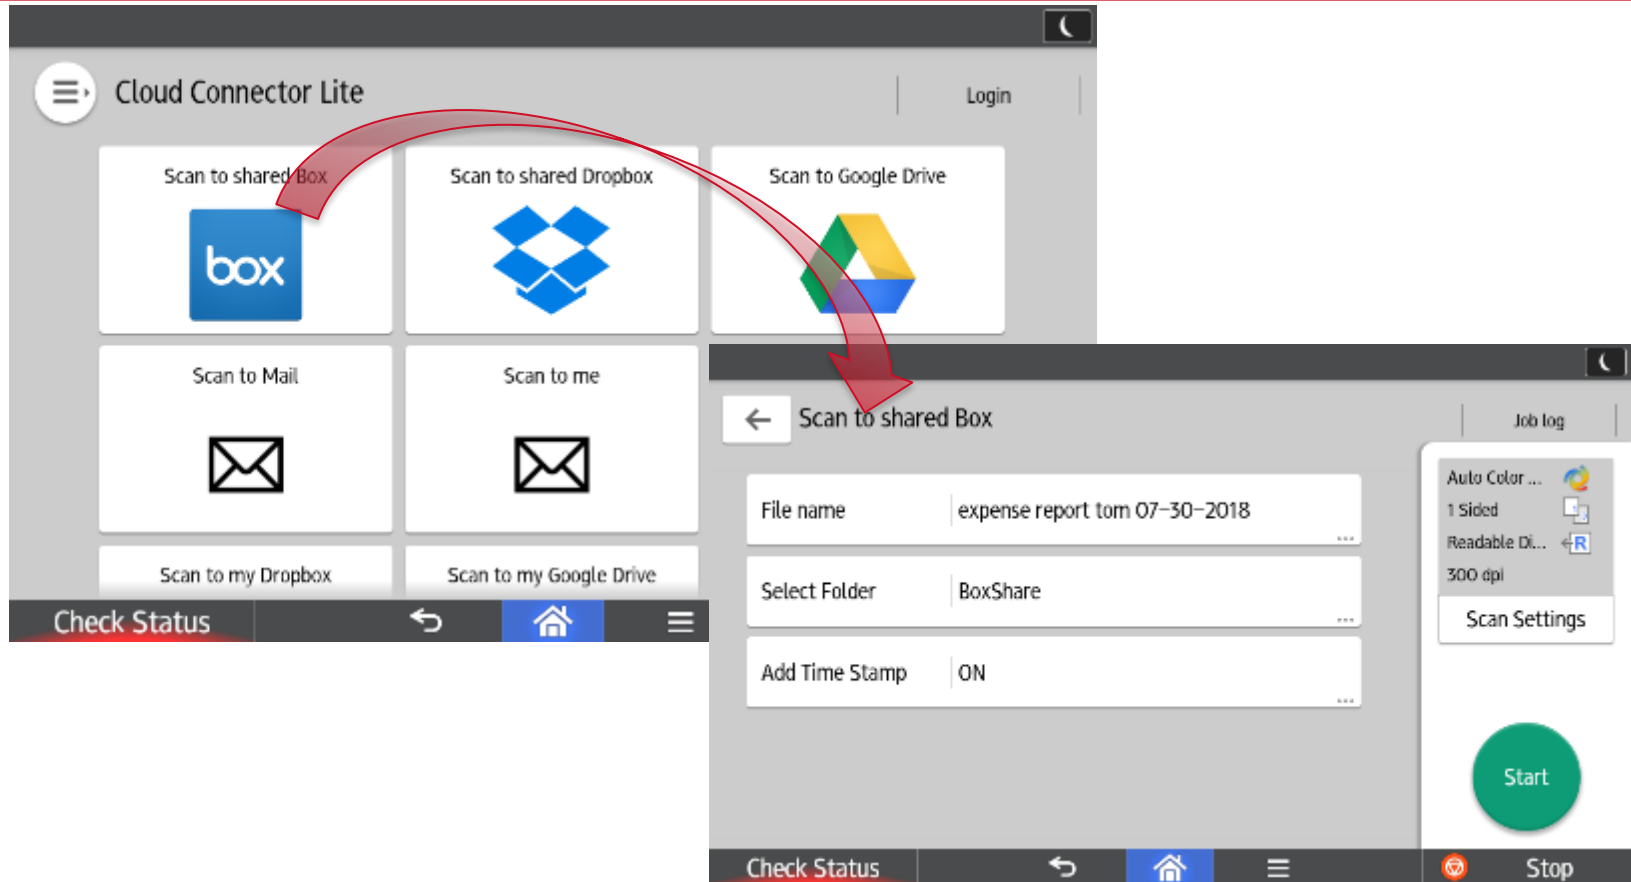 Cloud Connector Lite
Login
Scan to shared Box
Scan to shared Dropbox
Scan to Google Drive
box
Scan to Mail
Scan to me
Scan to my Dropbox
Scan to my Google Drive
Check Status
Scan to shared Box
Job log
File name
expense report tom 07-30-2018
...
Select Folder
BoxShare
...
Add Time Stamp
ON
...
Auto Color ...
1 Sided
Readable Di...
R
300 dpi
Scan Settings
Start
Check Status
Stop